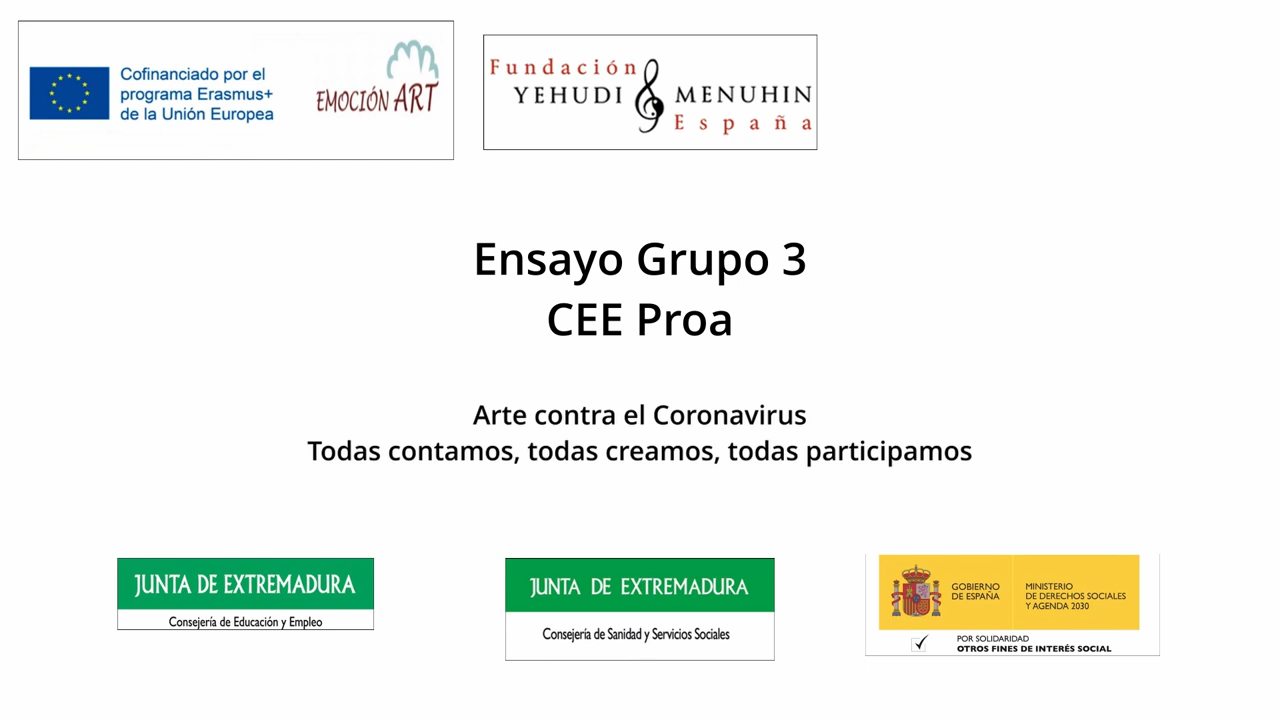 Cofinanciado por el
programa Erasmus+
de la Unión Europea
EMOCIÓN ART
Fundación
YEHUDI MENUHIN
España
Ensayo Grupo 3
CEE Proa
Arte contra el Coronavirus
Todas contamos, todas creamos, todas participamos
JUNTA DE EXTREMADURA
Consejería de Educación y Empleo
JUNTA DE EXTREMADURA
Consejería de Sanidad y Servicios Sociales
GOBIERNO
DE ESPAÑA
MINISTERIO
DE DERECHOS SOCIALES
Y AGENDA 2030
POR SOLIDARIDAD
OTROS FINES DE INTERÉS SOCIAL